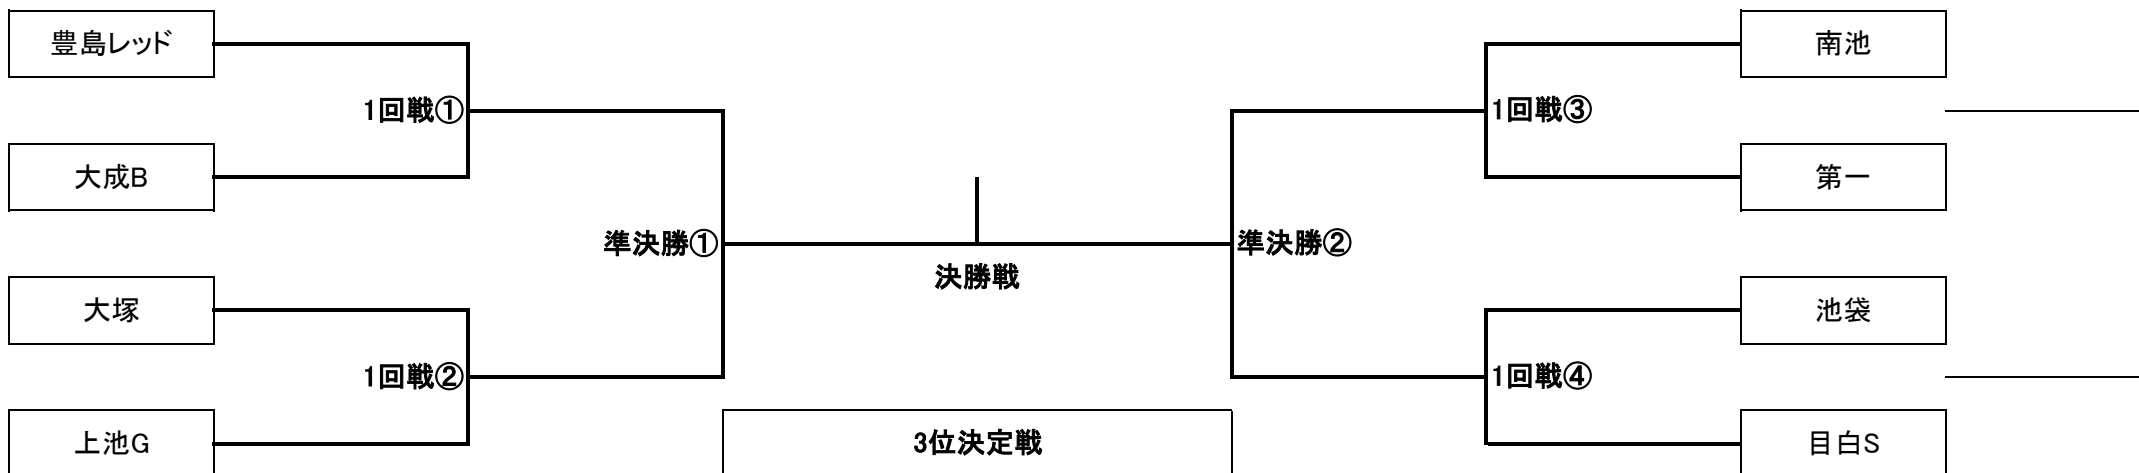 豊島レッド
南池
1回戦①
1回戦③
大成B
第一
準決勝①
準決勝②
決勝戦
大塚
池袋
1回戦②
1回戦④
上池G
3位決定戦
目白S